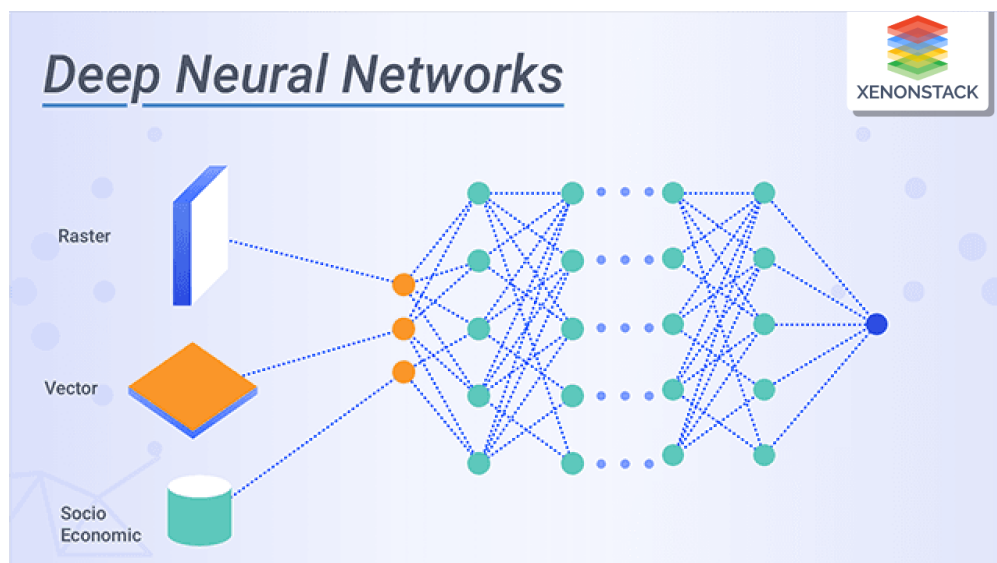 Deep Neural Networks
XENONSTACK
Raster
Vector
Socio
Economic